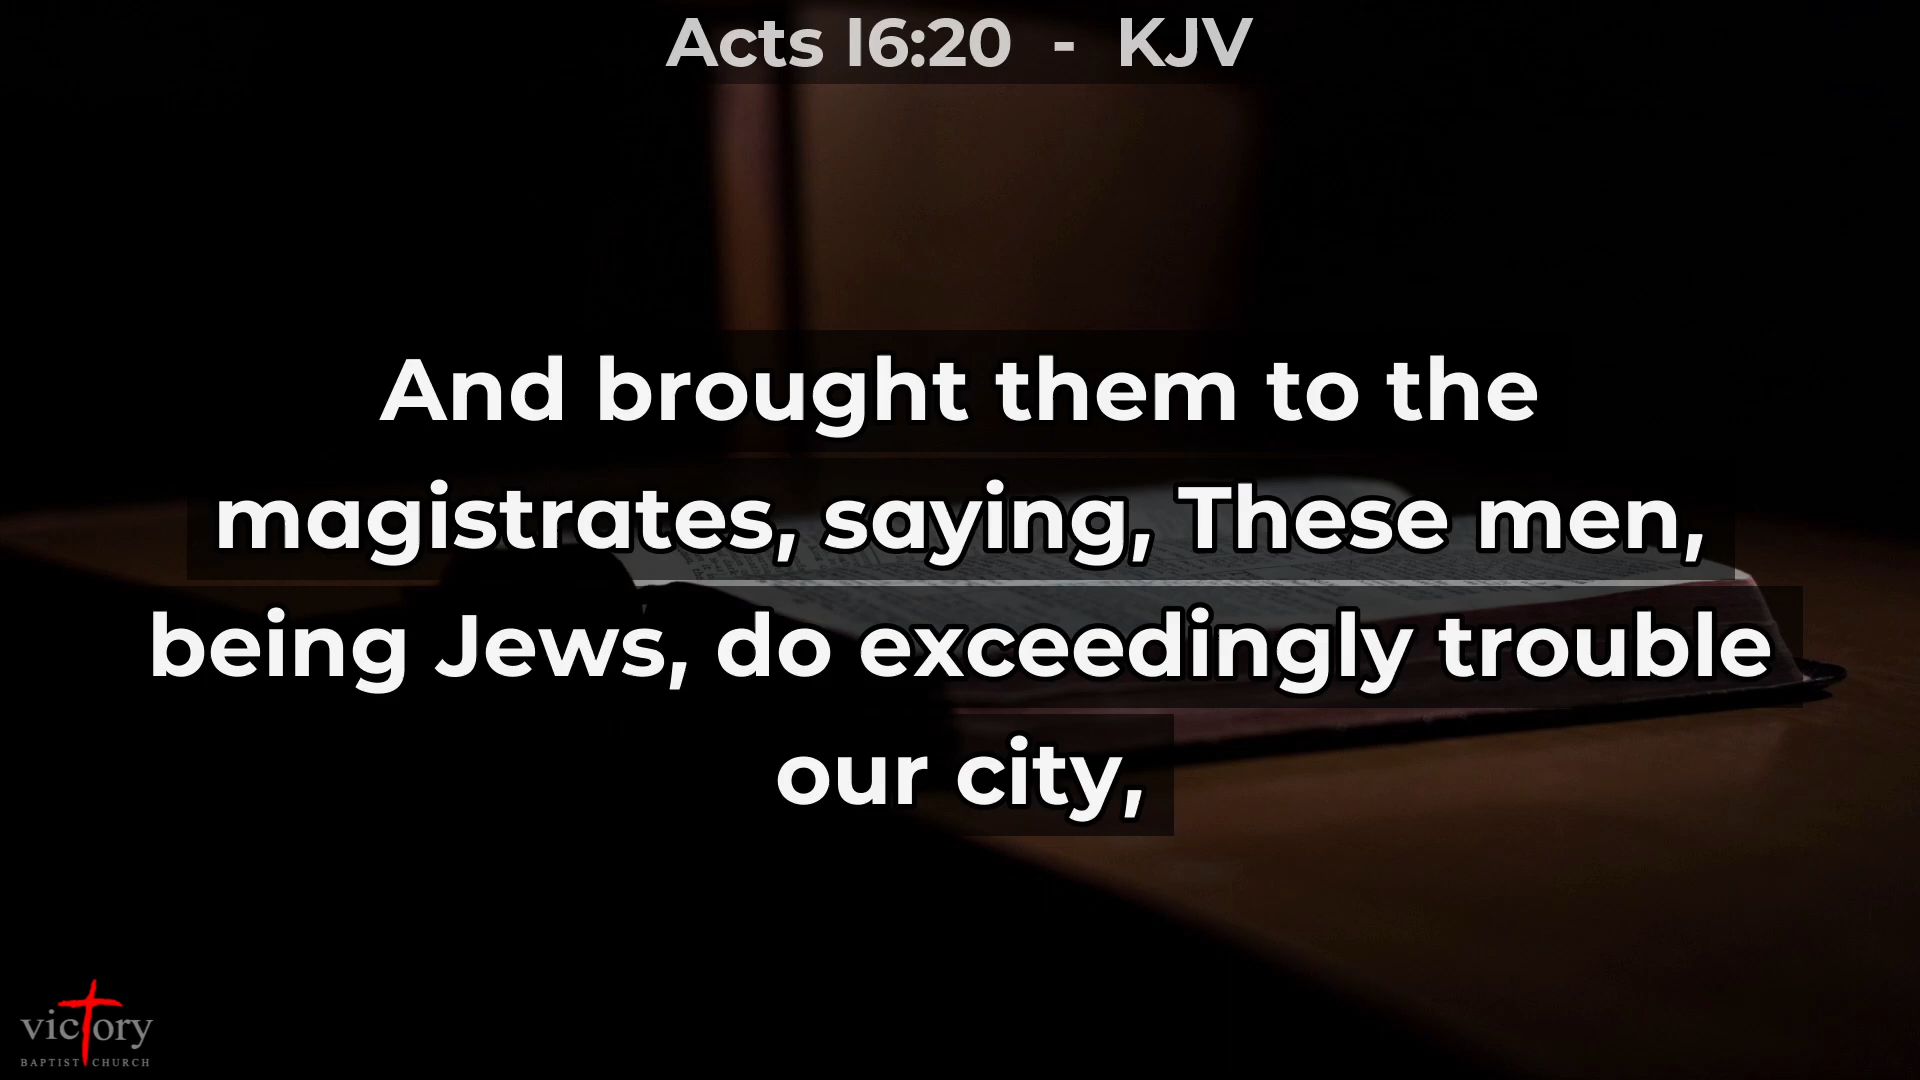 Acts 16:20 - KJV
And brought them to the
magistrates, saying, These men,
being Jews, do exceedingly trouble
our city,
victory
BAPTIST CHURCH